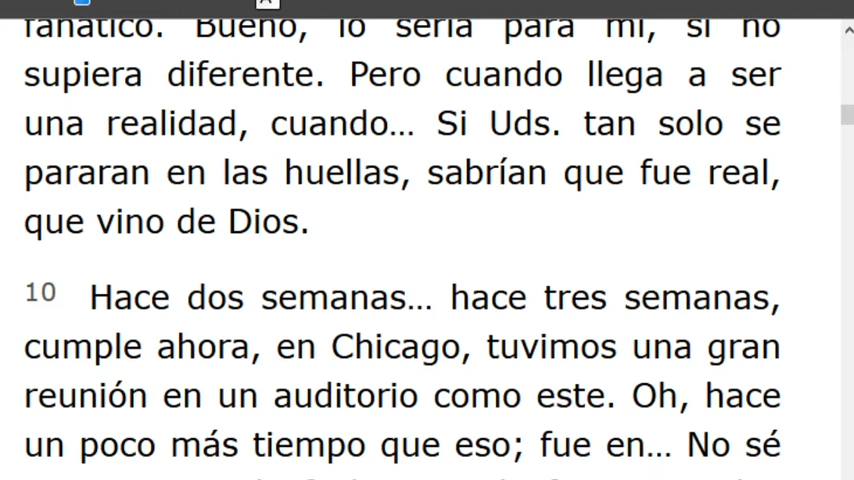 fanático. Bueno, lo sería para mí, si no
supiera diferente. Pero cuando llega a ser
una realidad, cuando… Si Uds. tan solo se
pararan en las huellas, sabrían que fue real,
que vino de Dios.
10 Hace dos semanas… hace tres semanas,
cumple ahora, en Chicago, tuvimos una gran
reunión en un auditorio como este. Oh, hace
un poco más tiempo que eso; fue en… No sé